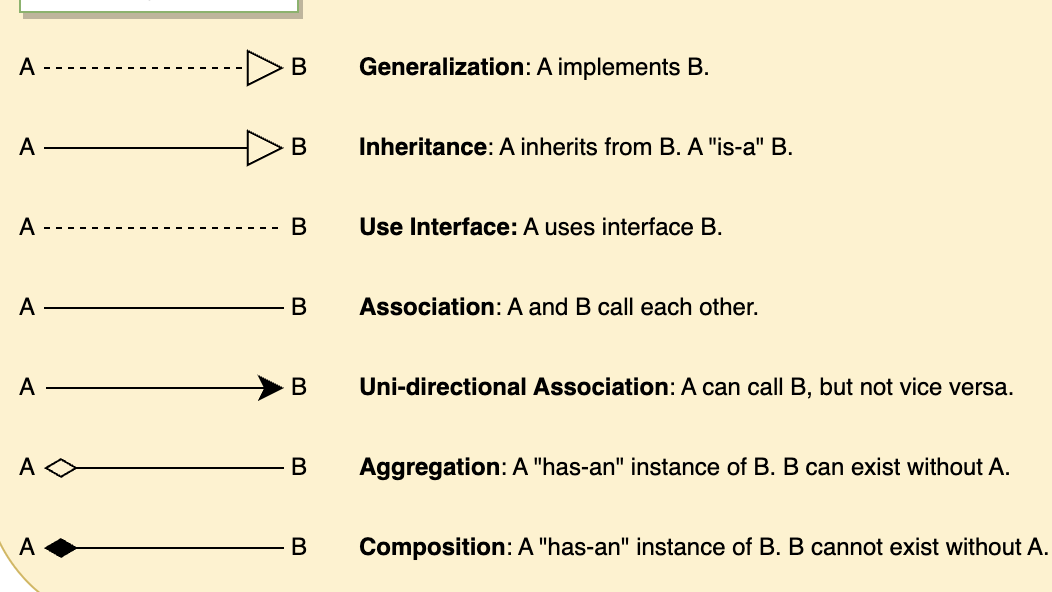 A B Generalization: A implements B.
A B Inheritance: A inherits from B. A "is-a" B.
A B Use Interface: A uses interface B.
A B Association: A and B call each other.
A B Uni-directional Association: A can call B, but not vice versa.
A B Aggregation: A "has-an" instance of B. B can exist without A.
A B Composition: A "has-an" instance of B. B cannot exist without A.